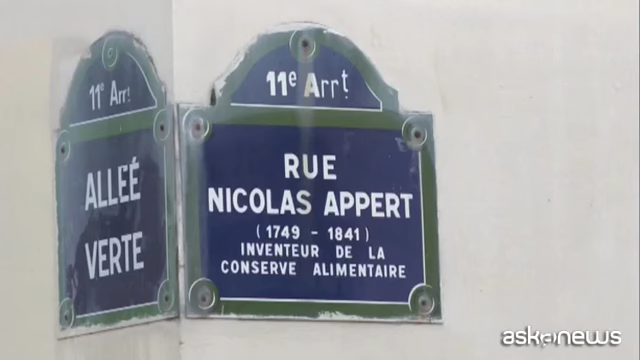 11e Arrt
ALLEÉ
VERTE
11e Arrt
RUE
NICOLAS APPERT
(1749 - 1841)
INVENTEUR DE LA
CONSERVE ALIMENTAIRE
askanews